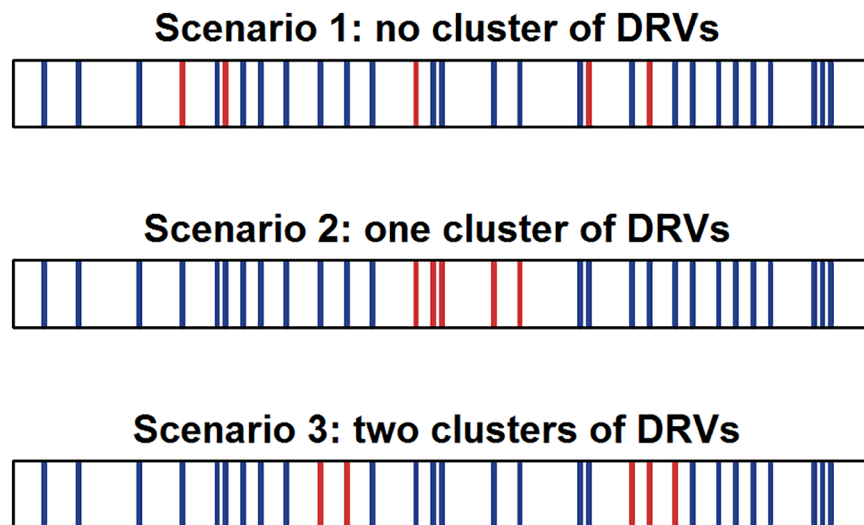 Scenario 1: no cluster of DRVs
Scenario 2: one cluster of DRVs
Scenario 3: two clusters of DRVs